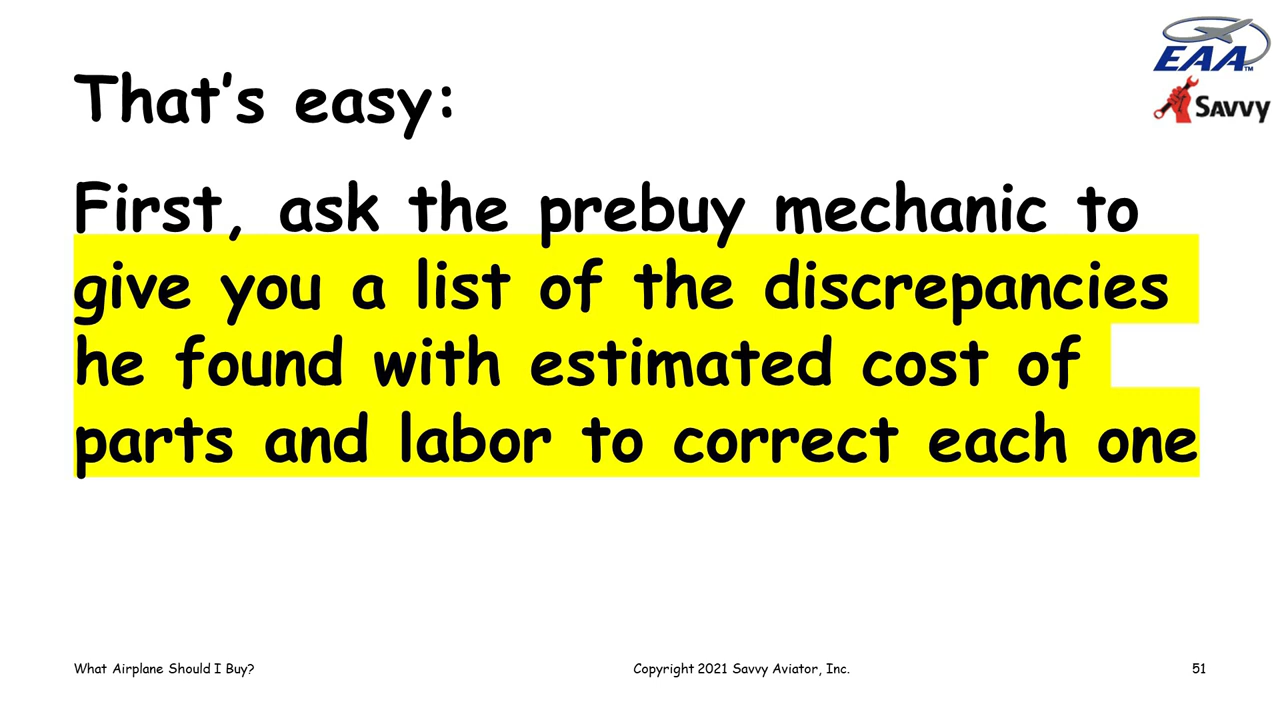 EAA™
Savvy
That's easy:
First, ask the prebuy mechanic to
give you a list of the discrepancies
he found with estimated cost of
parts and labor to correct each one
What Airplane Should I Buy?
Copyright 2021 Savvy Aviator, Inc.
51